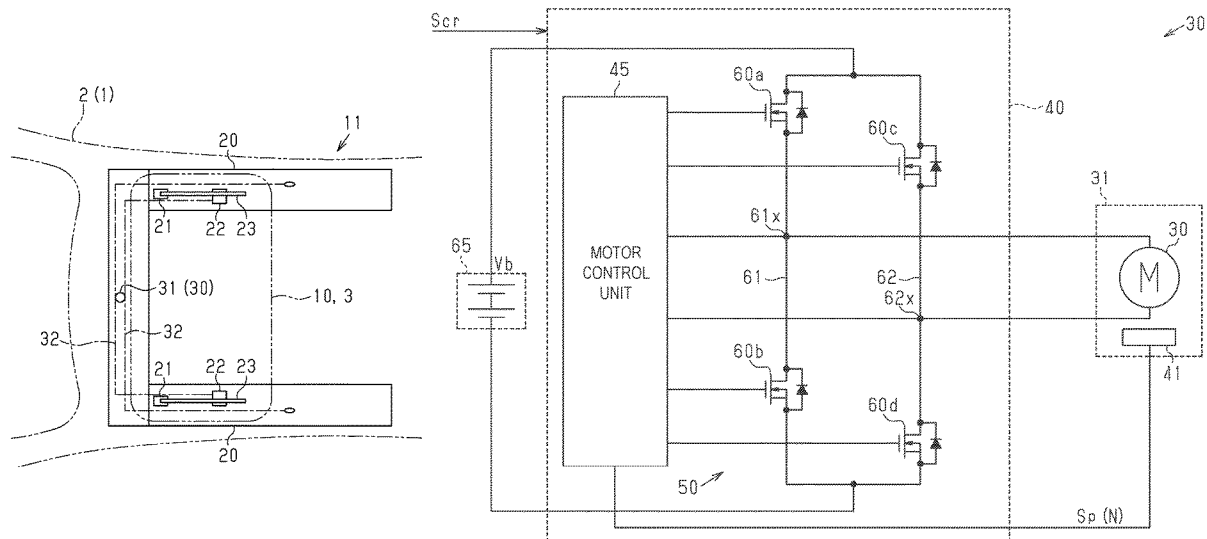 2 (1)
11
20
21
22
23
31 (30)
10, 3
32
32
21
22
23
20
Scr
30
45
60a
40
60c
61x
31
65
Vb
MOTOR
CONTROL
UNIT
61
62
30
M
62x
60b
41
60d
50
Sp (N)